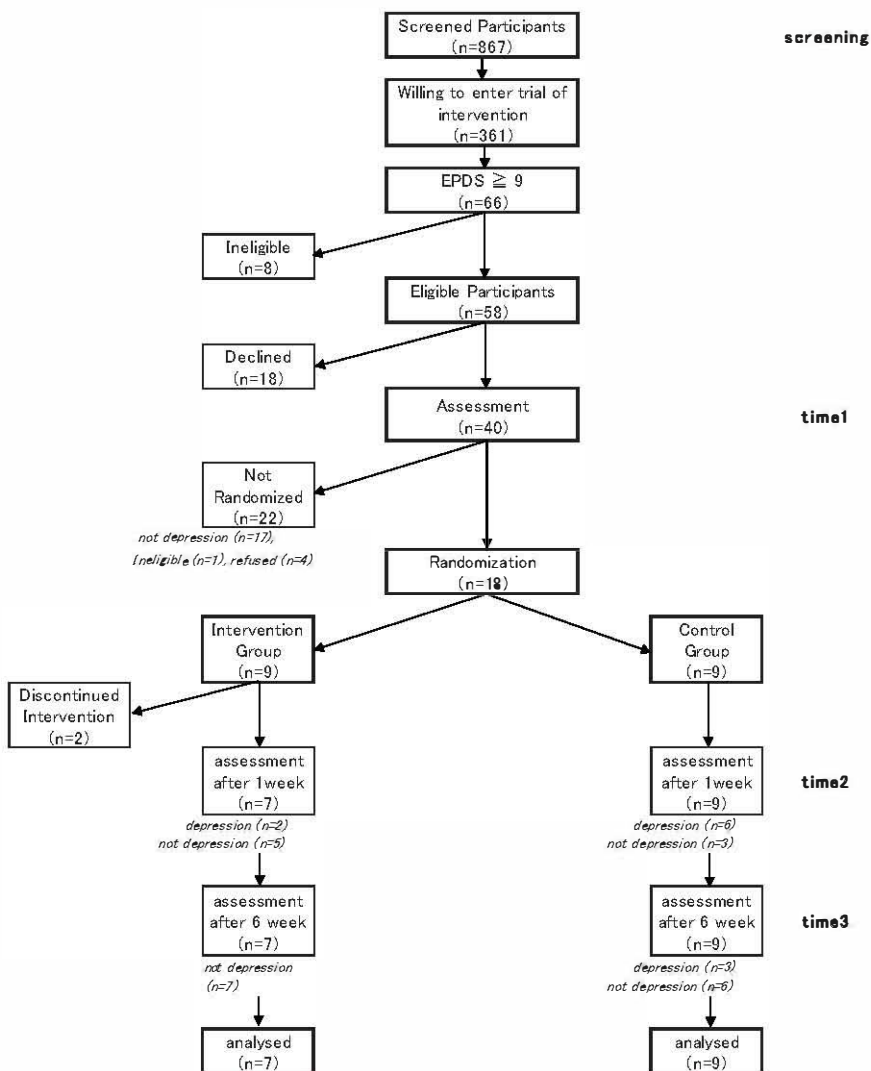 Screened Participants
(n=867)
screening
Willing to enter trial of
intervention
(n=361)
EPDS ≧ 9
(n=66)
Ineligible
(n=8)
Eligible Participants
(n=58)
Declined
(n=18)
Assessment
(n=40)
time1
Not
Randomized
(n=22)
not depression (n=17),
Ineligible (n=1), refused (n=4)
Randomization
(n=18)
Intervention
Group
(n=9)
Control
Group
(n=9)
Discontinued
Intervention
(n=2)
assessment
after 1week
(n=7)
depression (n=2)
not depression (n=5)
assessment
after 1week
(n=9)
depression (n=6)
not depression (n=3)
time2
assessment
after 6 week
(n=7)
not depression
(n=7)
assessment
after 6 week
(n=9)
depression (n=3)
not depression (n=6)
time3
analysed
(n=7)
analysed
(n=9)